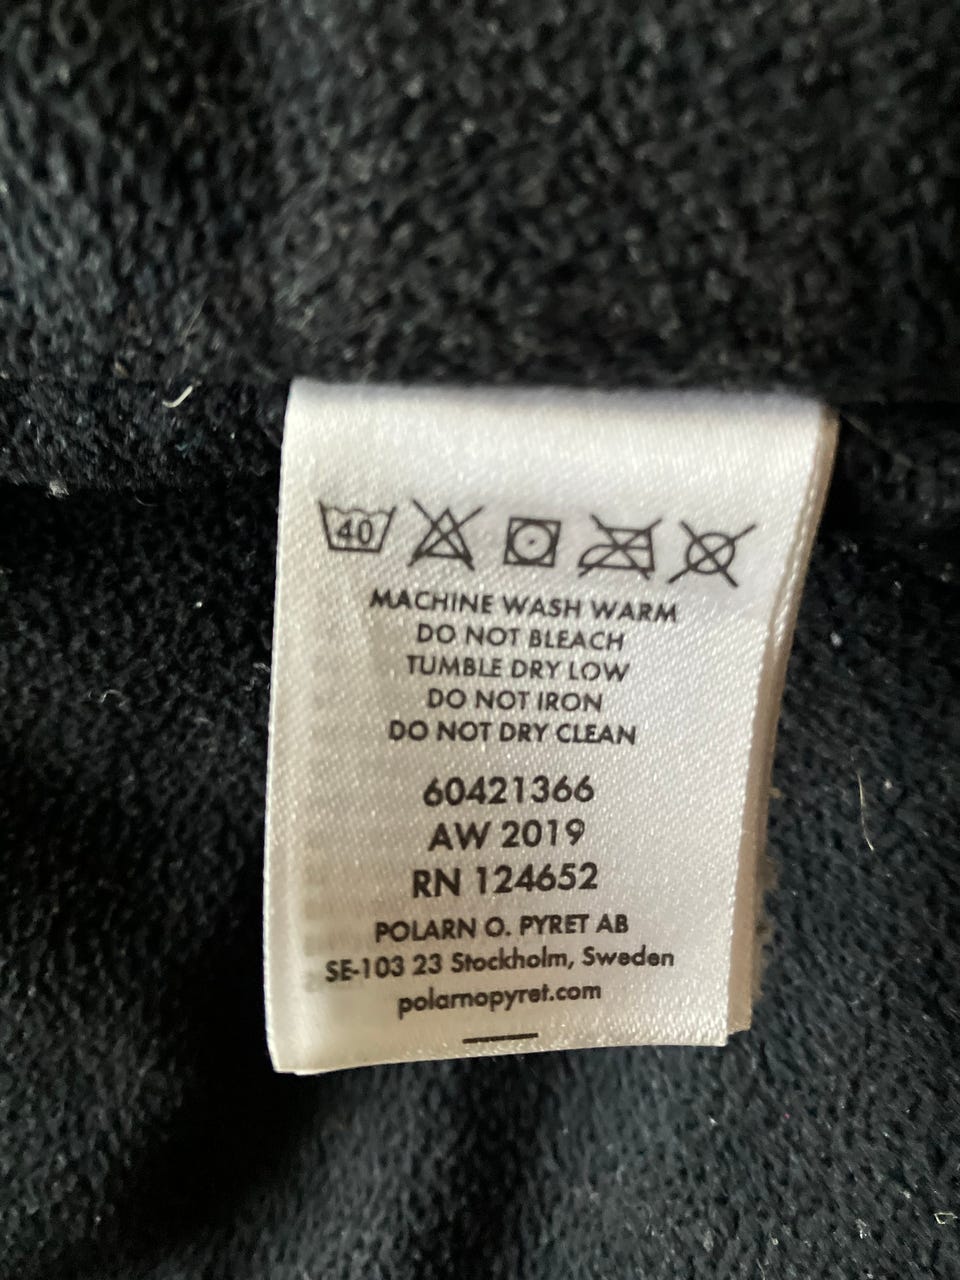 40
MACHINE WASH WARM
DO NOT BLEACH
TUMBLE DRY LOW
DO NOT IRON
DO NOT DRY CLEAN
60421366
AW 2019
RN 124652
POLARN O. PYRET AB
SE-103 23 Stockholm, Sweden
polarnopyret.com